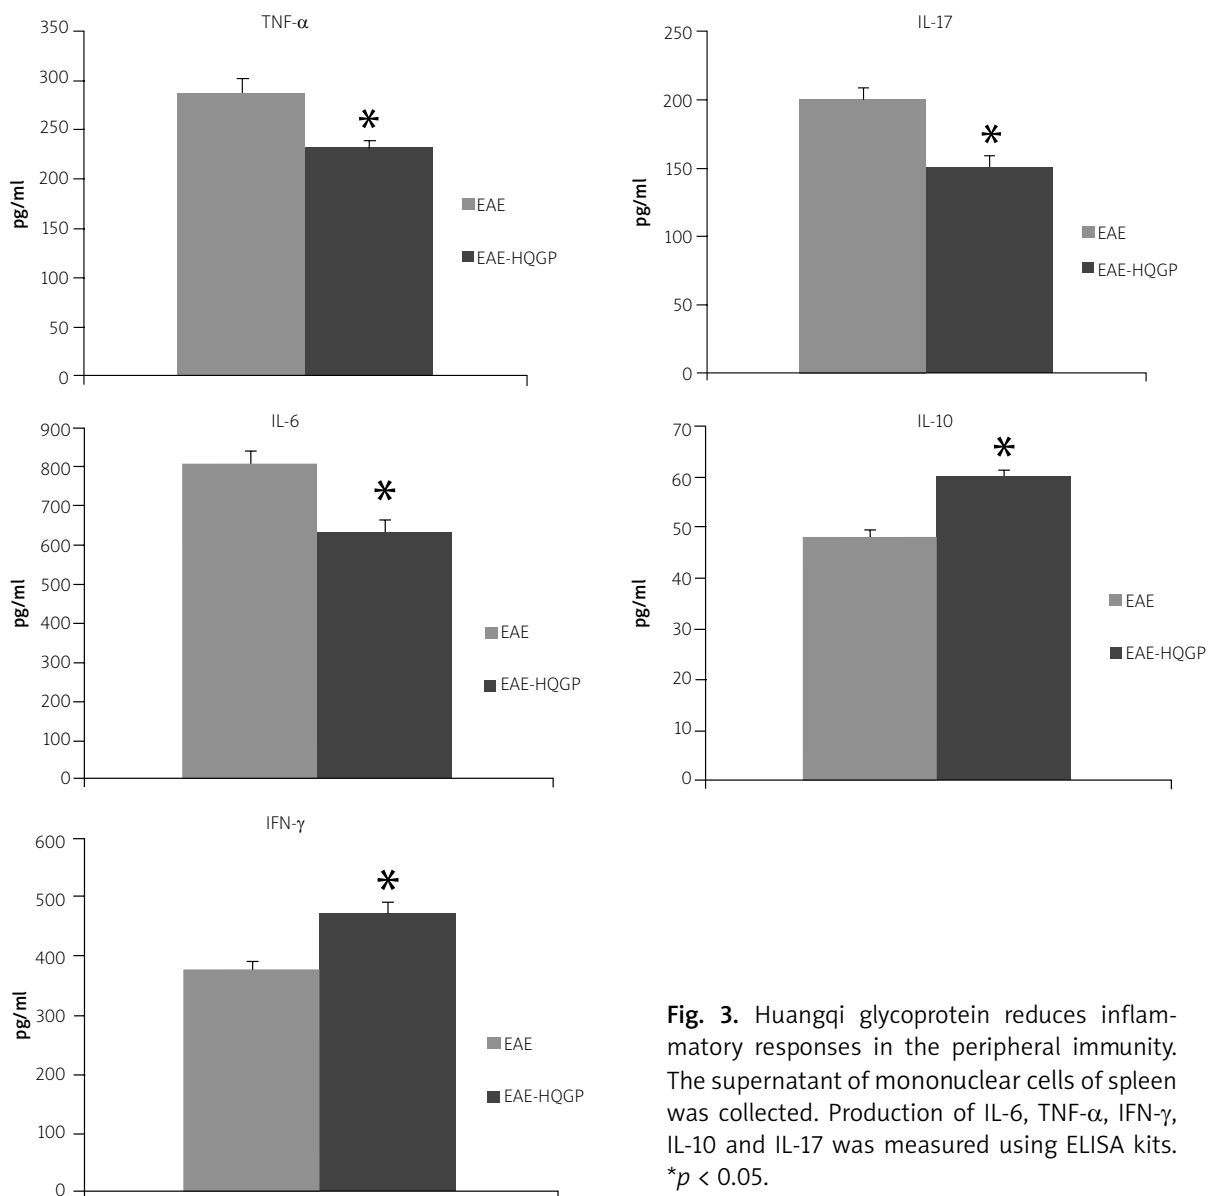 TNF-α
350
300
250
200
150
100
50
0
pg/ml
EAE
EAE-HQGP
IL-17
250
200
150
100
50
0
pg/ml
EAE
EAE-HQGP
IL-6
900
800
700
600
500
400
300
200
100
0
pg/ml
EAE
EAE-HQGP
IL-10
70
60
50
40
30
20
10
0
pg/ml
EAE
EAE-HQGP
IFN-γ
600
500
400
300
200
100
0
pg/ml
EAE
EAE-HQGP
*
*
*
*
*
Fig. 3. Huangqi glycoprotein reduces inflam-
matory responses in the peripheral immunity.
The supernatant of mononuclear cells of spleen
was collected. Production of IL-6, TNF-α, IFN-γ,
IL-10 and IL-17 was measured using ELISA kits.
*p < 0.05.